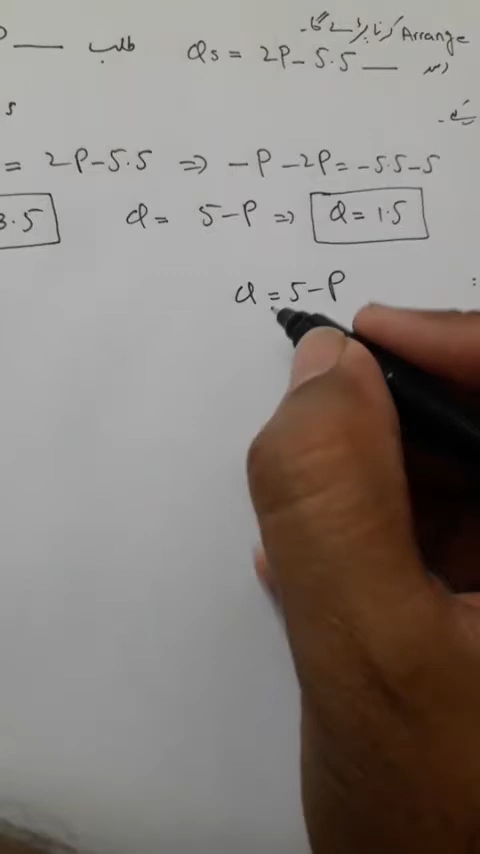 Arrange کرنا پڑے گا۔
طلب — Qs = 2P - 5.5 — رسد
s
= 2P - 5.5 ⇒ -P - 2P = -5.5 - 5
3.5 Q = 5 - P ⇒ Q = 1.5
Q = 5 - P :